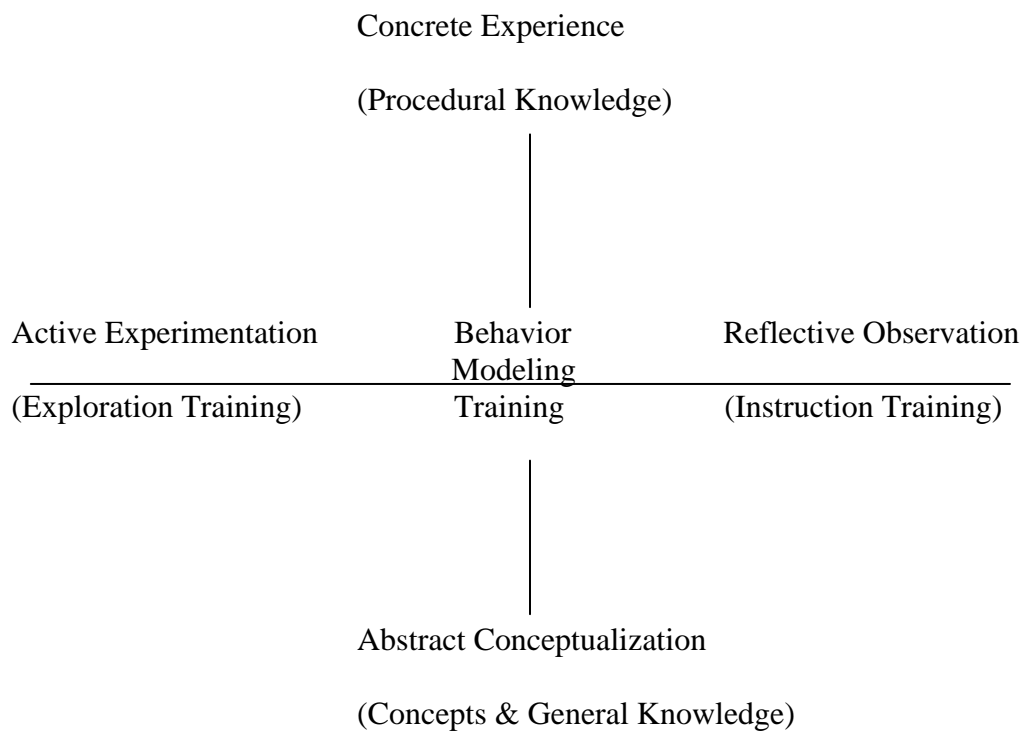 Concrete Experience
(Procedural Knowledge)
Active Experimentation
(Exploration Training)
Behavior
Modeling
Training
Reflective Observation
(Instruction Training)
Abstract Conceptualization
(Concepts & General Knowledge)